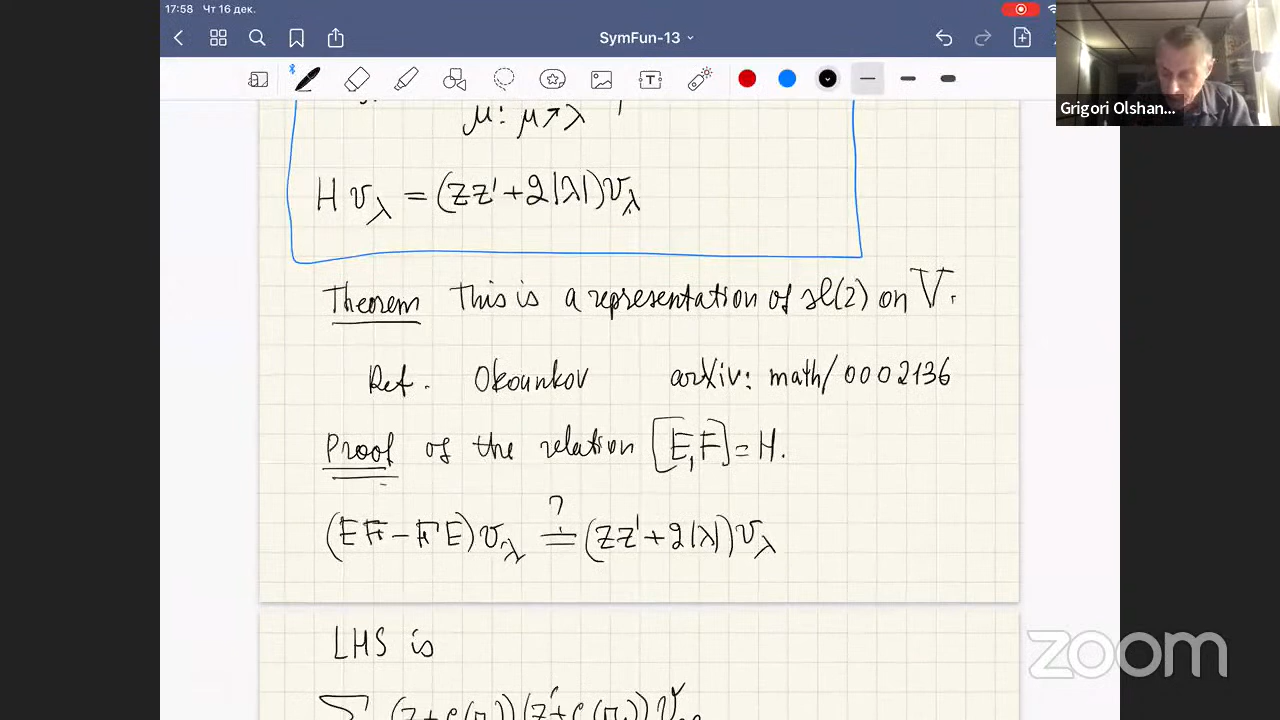 17:58 Чт 16 дек.
SymFun-13
Grigori Olshan...
μ: μ↗λ
H v_λ = (zz' + 2|λ|) v_λ
Theorem This is a representation of sl(2) on V.
Ref. Okounkov arXiv: math/0002136
Proof of the relation [E,F] = H.
(EF − FE) v_λ ?= (zz' + 2|λ|) v_λ
LHS is
zoom